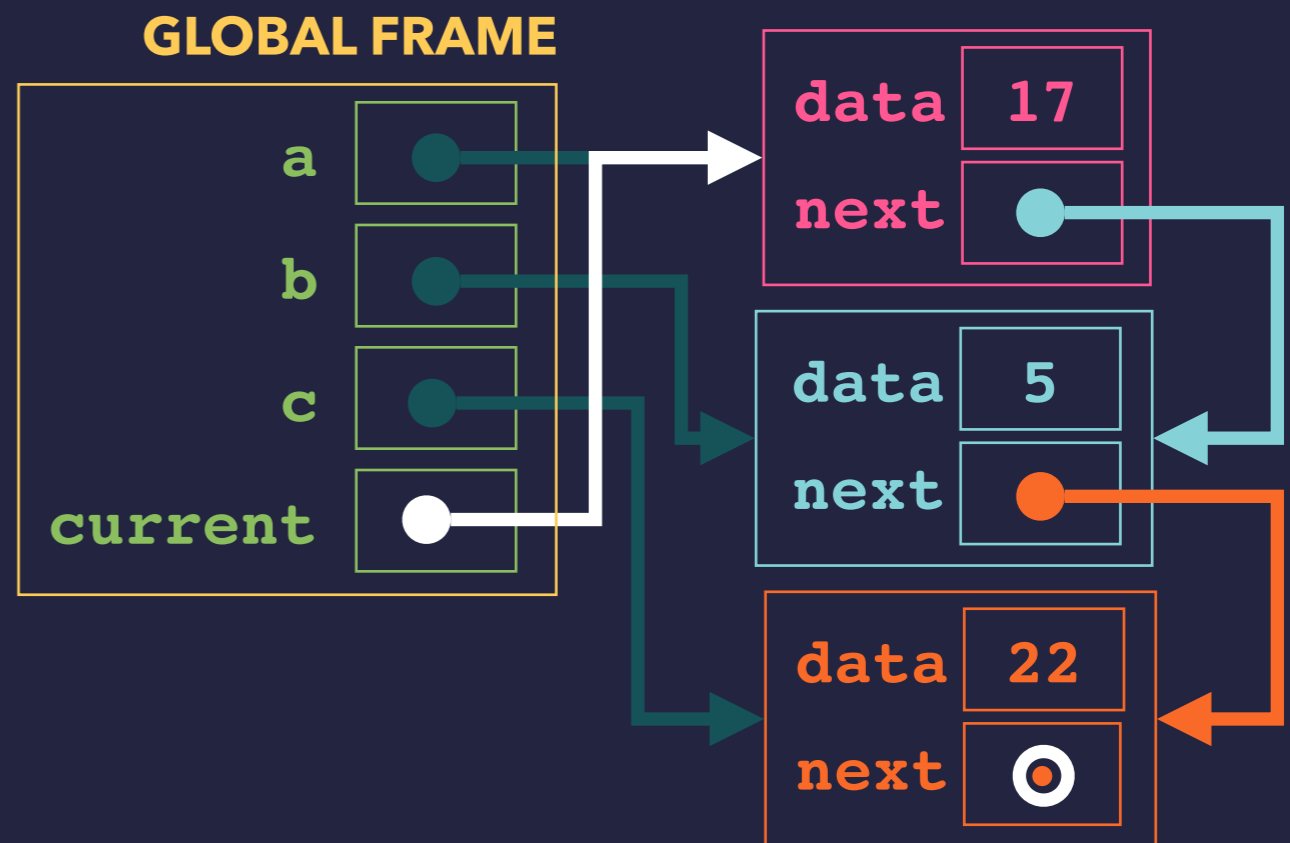 GLOBAL FRAME
a
b
c
current
data 17
next
data 5
next
data 22
next